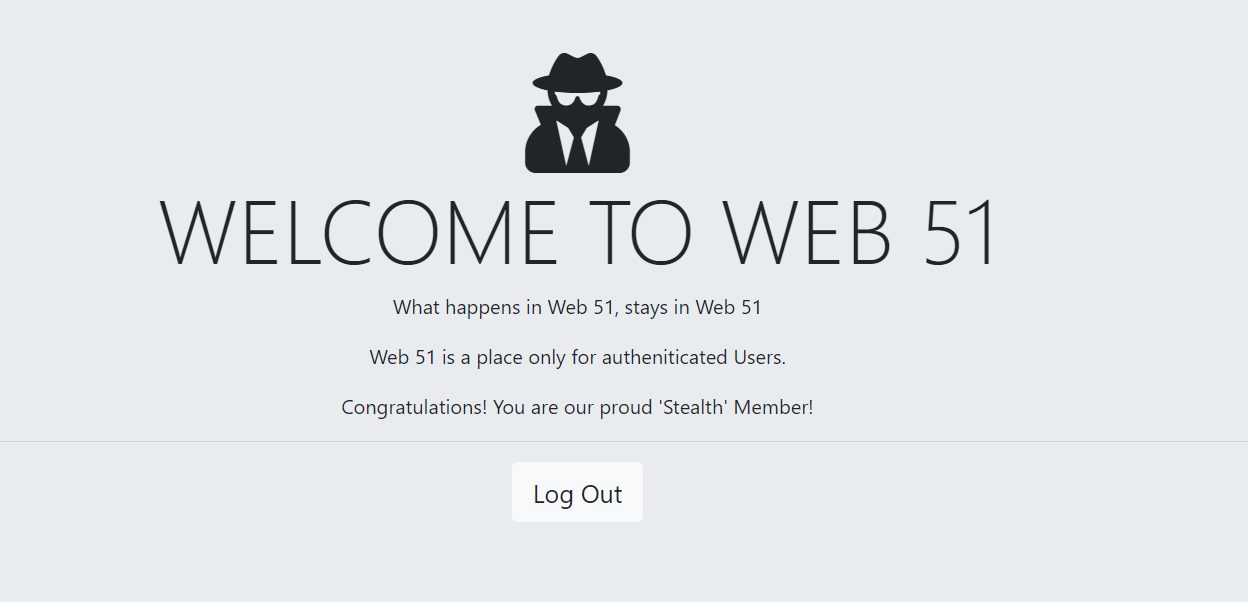 WELCOME TO WEB 51
What happens in Web 51, stays in Web 51
Web 51 is a place only for autheniticated Users.
Congratulations! You are our proud 'Stealth' Member!
Log Out